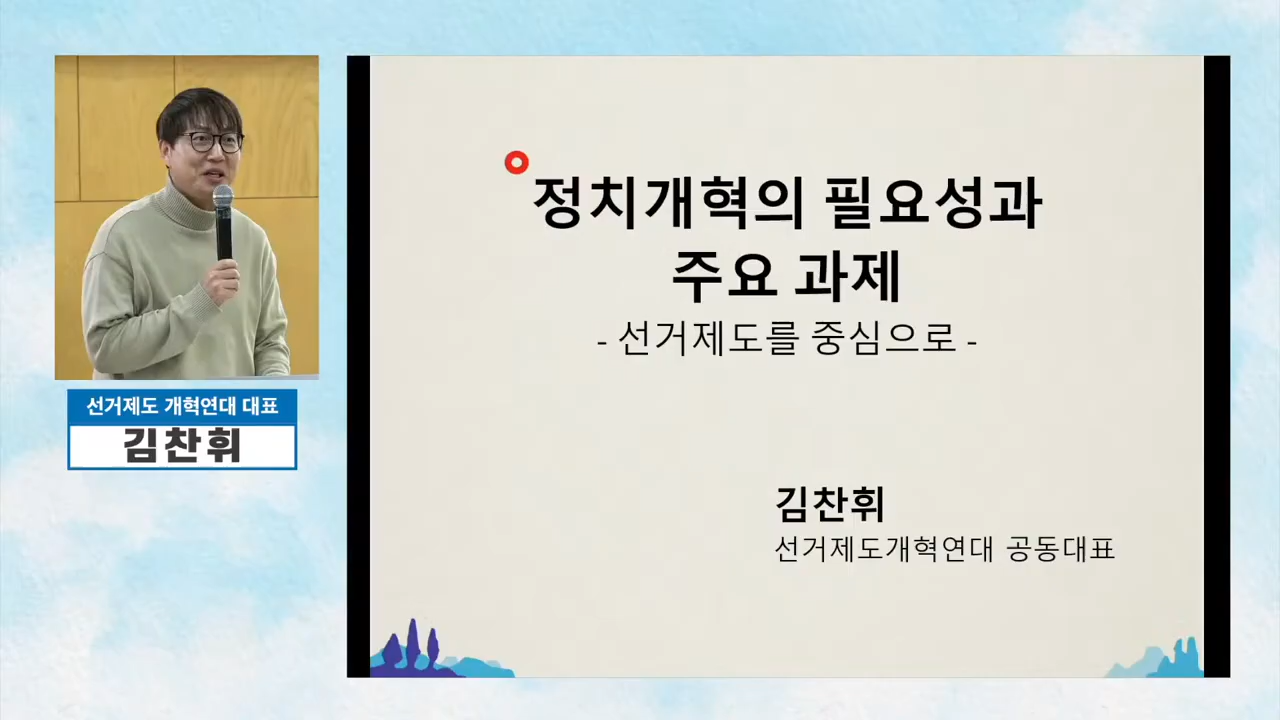 선거제도 개혁연대 대표
김찬휘
정치개혁의 필요성과
주요 과제
- 선거제도를 중심으로 -
김찬휘
선거제도개혁연대 공동대표